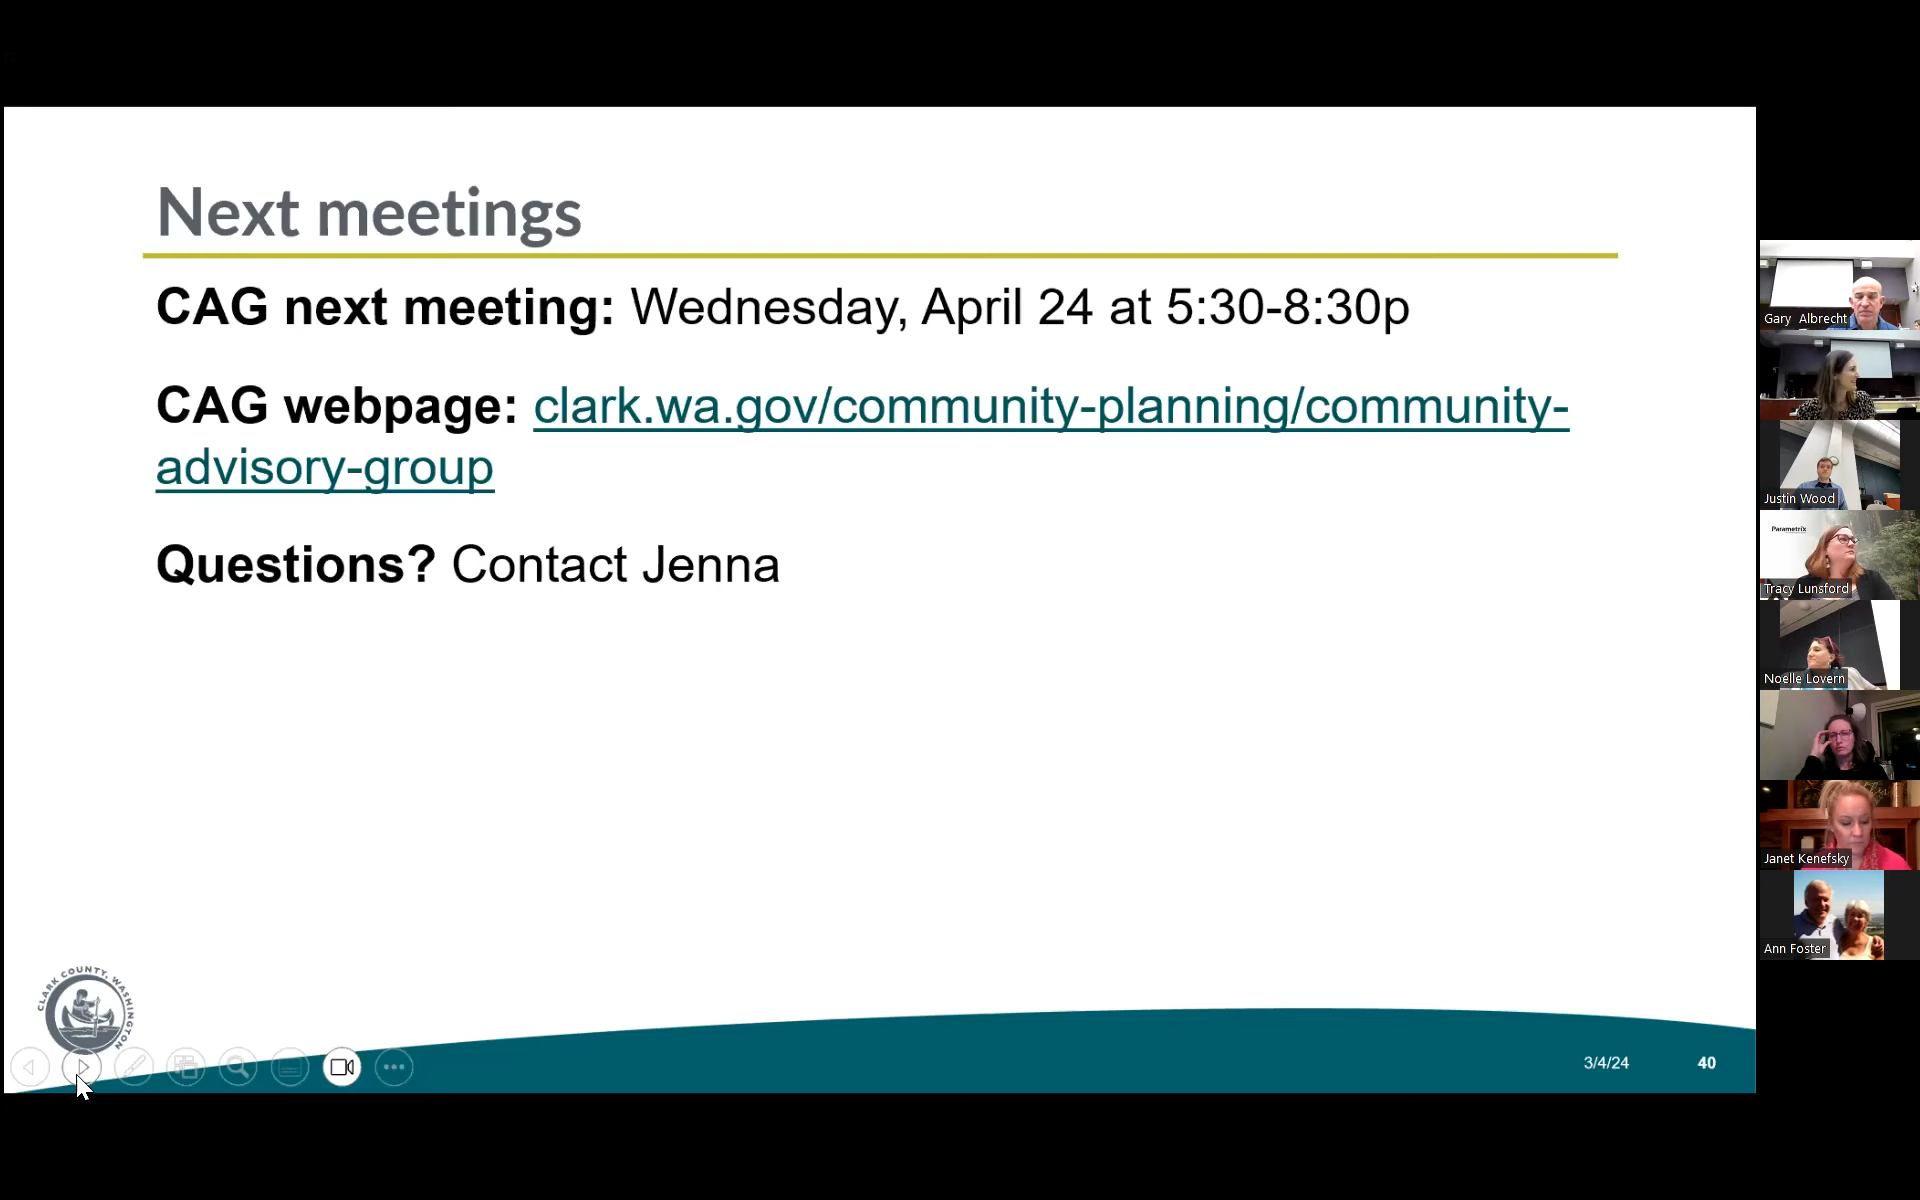 Next meetings
CAG next meeting: Wednesday, April 24 at 5:30-8:30p
CAG webpage: clark.wa.gov/community-planning/community-
advisory-group
Questions? Contact Jenna
CLARK COUNTY, WASHINGTON
3/4/24 40
Gary Albrecht
Justin Wood
Parametrix
Tracy Lunsford
Noelle Lovern
Janet Kenefsky
Ann Foster